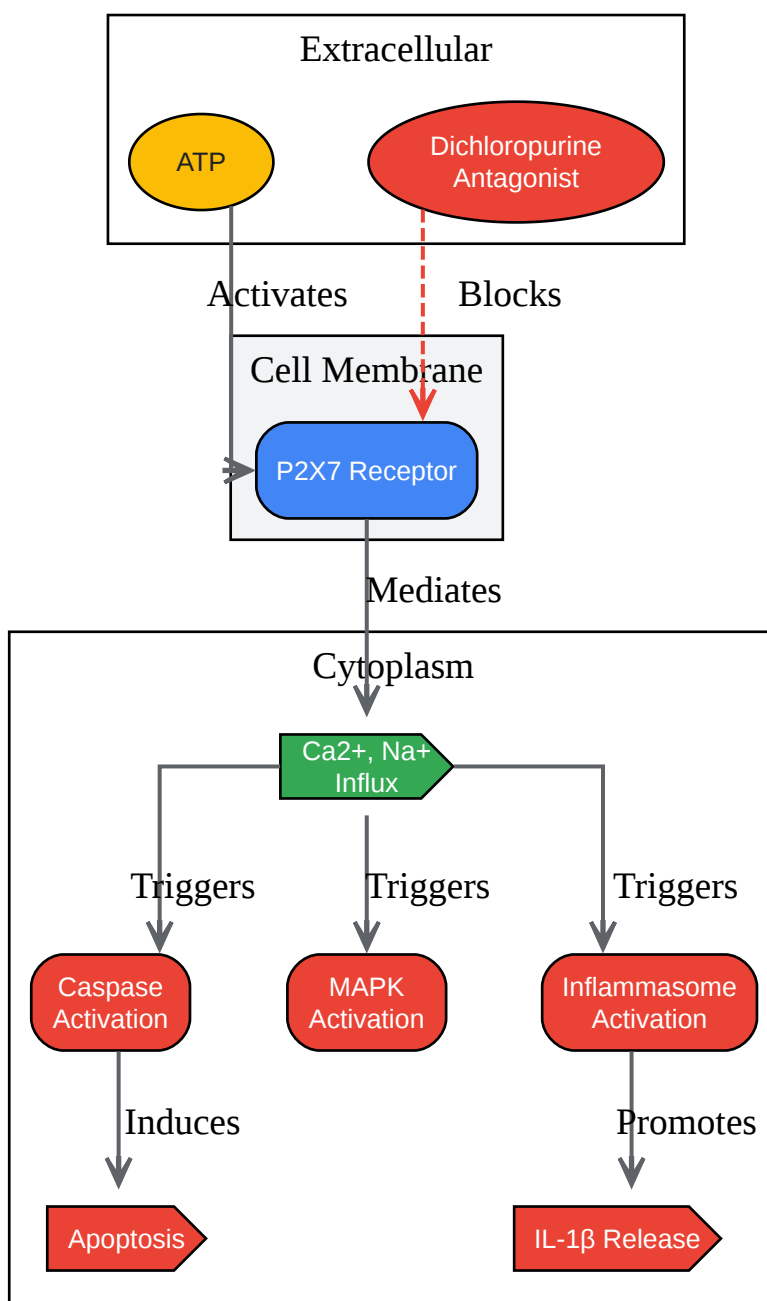 Extracellular
ATP
Dichloropurine
Antagonist
Activates
Blocks
Cell Membrane
P2X7 Receptor
Mediates
Cytoplasm
Ca2+, Na+
Influx
Triggers
Triggers
Triggers
Caspase
Activation
MAPK
Activation
Inflammasome
Activation
Induces
Promotes
Apoptosis
IL-1β Release